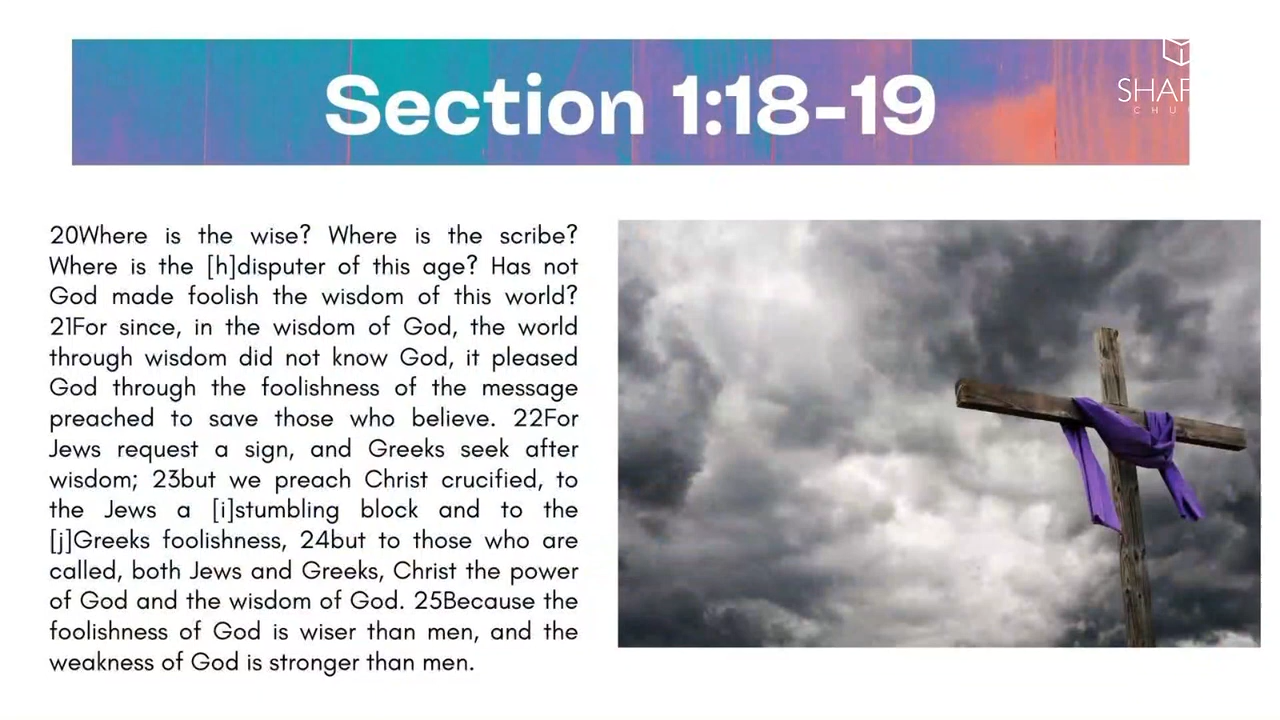 Section 1:18-19
20Where is the wise? Where is the scribe?
Where is the [h]disputer of this age? Has not
God made foolish the wisdom of this world?
21For since, in the wisdom of God, the world
through wisdom did not know God, it pleased
God through the foolishness of the message
preached to save those who believe. 22For
Jews request a sign, and Greeks seek after
wisdom; 23but we preach Christ crucified, to
the Jews a [i]stumbling block and to the
[j]Greeks foolishness, 24but to those who are
called, both Jews and Greeks, Christ the power
of God and the wisdom of God. 25Because the
foolishness of God is wiser than men, and the
weakness of God is stronger than men.